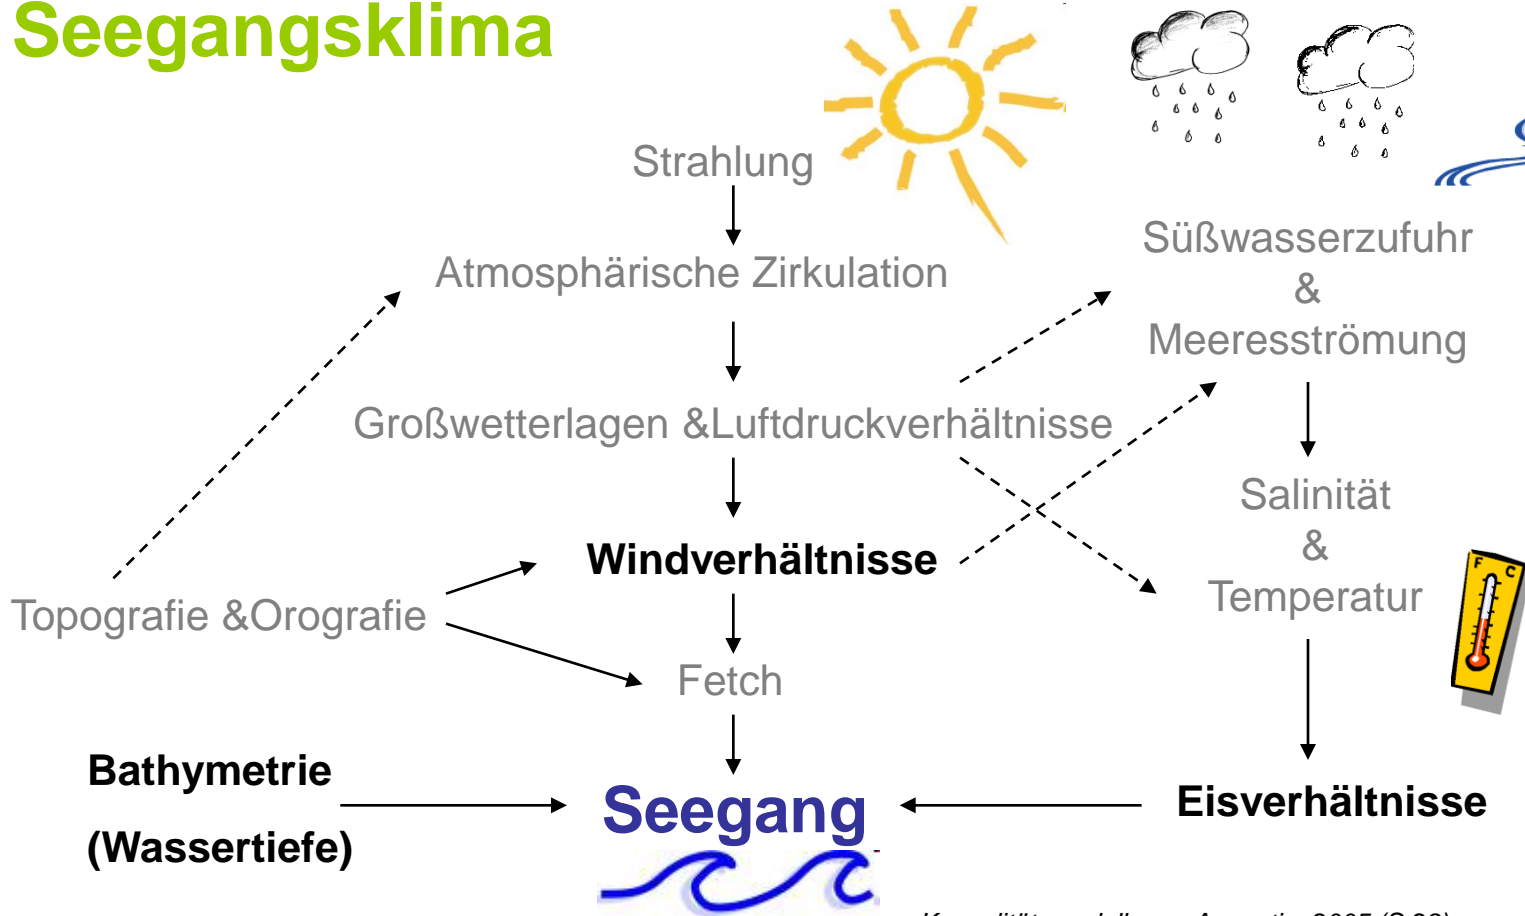 Seegangsklima
Strahlung
Atmosphärische Zirkulation
Süßwasserzufuhr
&
Meeresströmung
Großwetterlagen &Luftdruckverhältnisse
Salinität
&
Temperatur
F C
Windverhältnisse
Topografie &Orografie
Fetch
Bathymetrie
(Wassertiefe)
Seegang
Eisverhältnisse